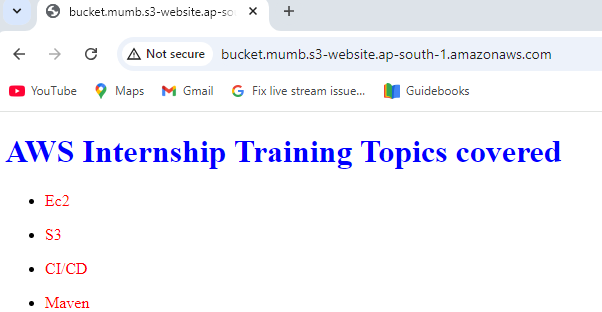 bucket.mumb.s3-website.ap-so
Not secure bucket.mumb.s3-website.ap-south-1.amazonaws.com
YouTube Maps Gmail Fix live stream issue... Guidebooks
AWS Internship Training Topics covered
Ec2
S3
CI/CD
Maven